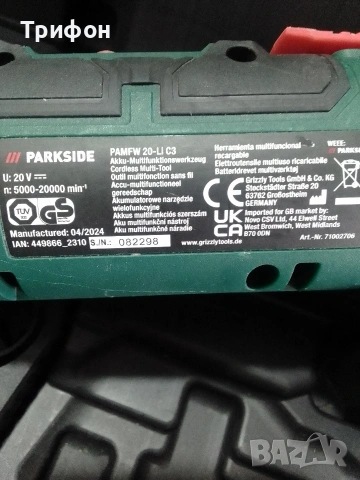 Трифон
PARKSIDE
U: 20 V
n: 5000-20000 min⁻¹
TÜV
GS
Manufactured: 04/2024
IAN: 449866_2310
S./N.: 082298
PAMFW 20-LI C3
Akku-Multifunktionswerkzeug
Cordless Multi-Tool
Outil multifonction sans fil
Accu-multifunctioneel
gereedschap
Akumulatorowe narzędzie
wielofunkcyjne
Akkus multifunkciós szerszám
Aku multifunkční nástroj
Aku multifunkčné náradie
Herramienta multifuncional
recargable
Elettroutensile multiuso ricaricabile
Batteridrevet multiværktøj
Grizzly Tools GmbH & Co. KG
Stockstädter Straße 20
63762 Großostheim
GERMANY
CE
UK
CA
Imported for GB market by:
Novo CSV Ltd., 44 Elwell Street
West Bromwich, West Midlands
B70 0DN
www.grizzlytools.de
Art.-Nr. 71002706
WEEE:
PARKS
BAZAR
bg